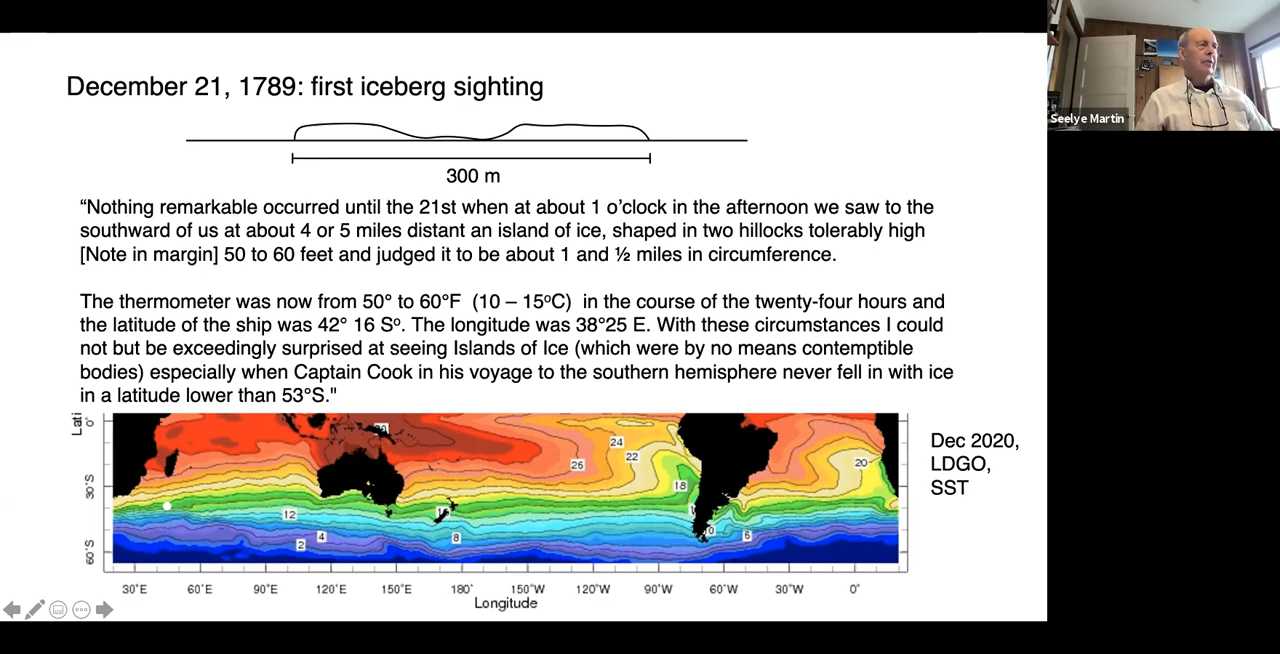 December 21, 1789: first iceberg sighting
300 m
“Nothing remarkable occurred until the 21st when at about 1 o’clock in the afternoon we saw to the
southward of us at about 4 or 5 miles distant an island of ice, shaped in two hillocks tolerably high
[Note in margin] 50 to 60 feet and judged it to be about 1 and ½ miles in circumference.
The thermometer was now from 50° to 60°F (10 – 15ºC) in the course of the twenty-four hours and
the latitude of the ship was 42° 16 Sº. The longitude was 38°25 E. With these circumstances I could
not but be exceedingly surprised at seeing Islands of Ice (which were by no means contemptible
bodies) especially when Captain Cook in his voyage to the southern hemisphere never fell in with ice
in a latitude lower than 53°S."
Lati
0°
30°S
60°S
24
22
26
20
18
12
4
2
8
6
30°E 60°E 90°E 120°E 150°E 180° 150°W 120°W 90°W 60°W 30°W 0°
Longitude
Dec 2020,
LDGO,
SST
Seelye Martin